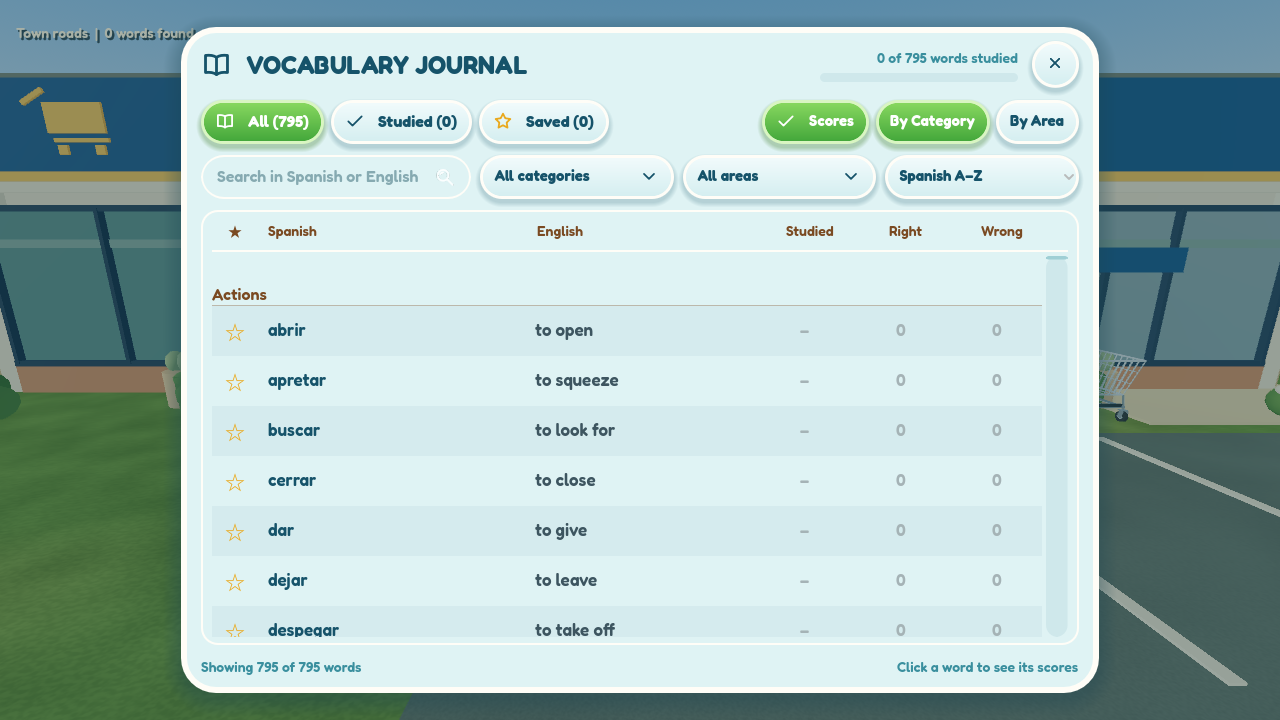 Town roads | 0 words found
VOCABULARY JOURNAL
0 of 795 words studied
All (795) Studied (0) Saved (0) Scores By Category By Area
Search in Spanish or English All categories All areas Spanish A–Z
★ Spanish English Studied Right Wrong
Actions
abrir to open – 0 0
apretar to squeeze – 0 0
buscar to look for – 0 0
cerrar to close – 0 0
dar to give – 0 0
dejar to leave – 0 0
despegar to take off – 0 0
Showing 795 of 795 words Click a word to see its scores